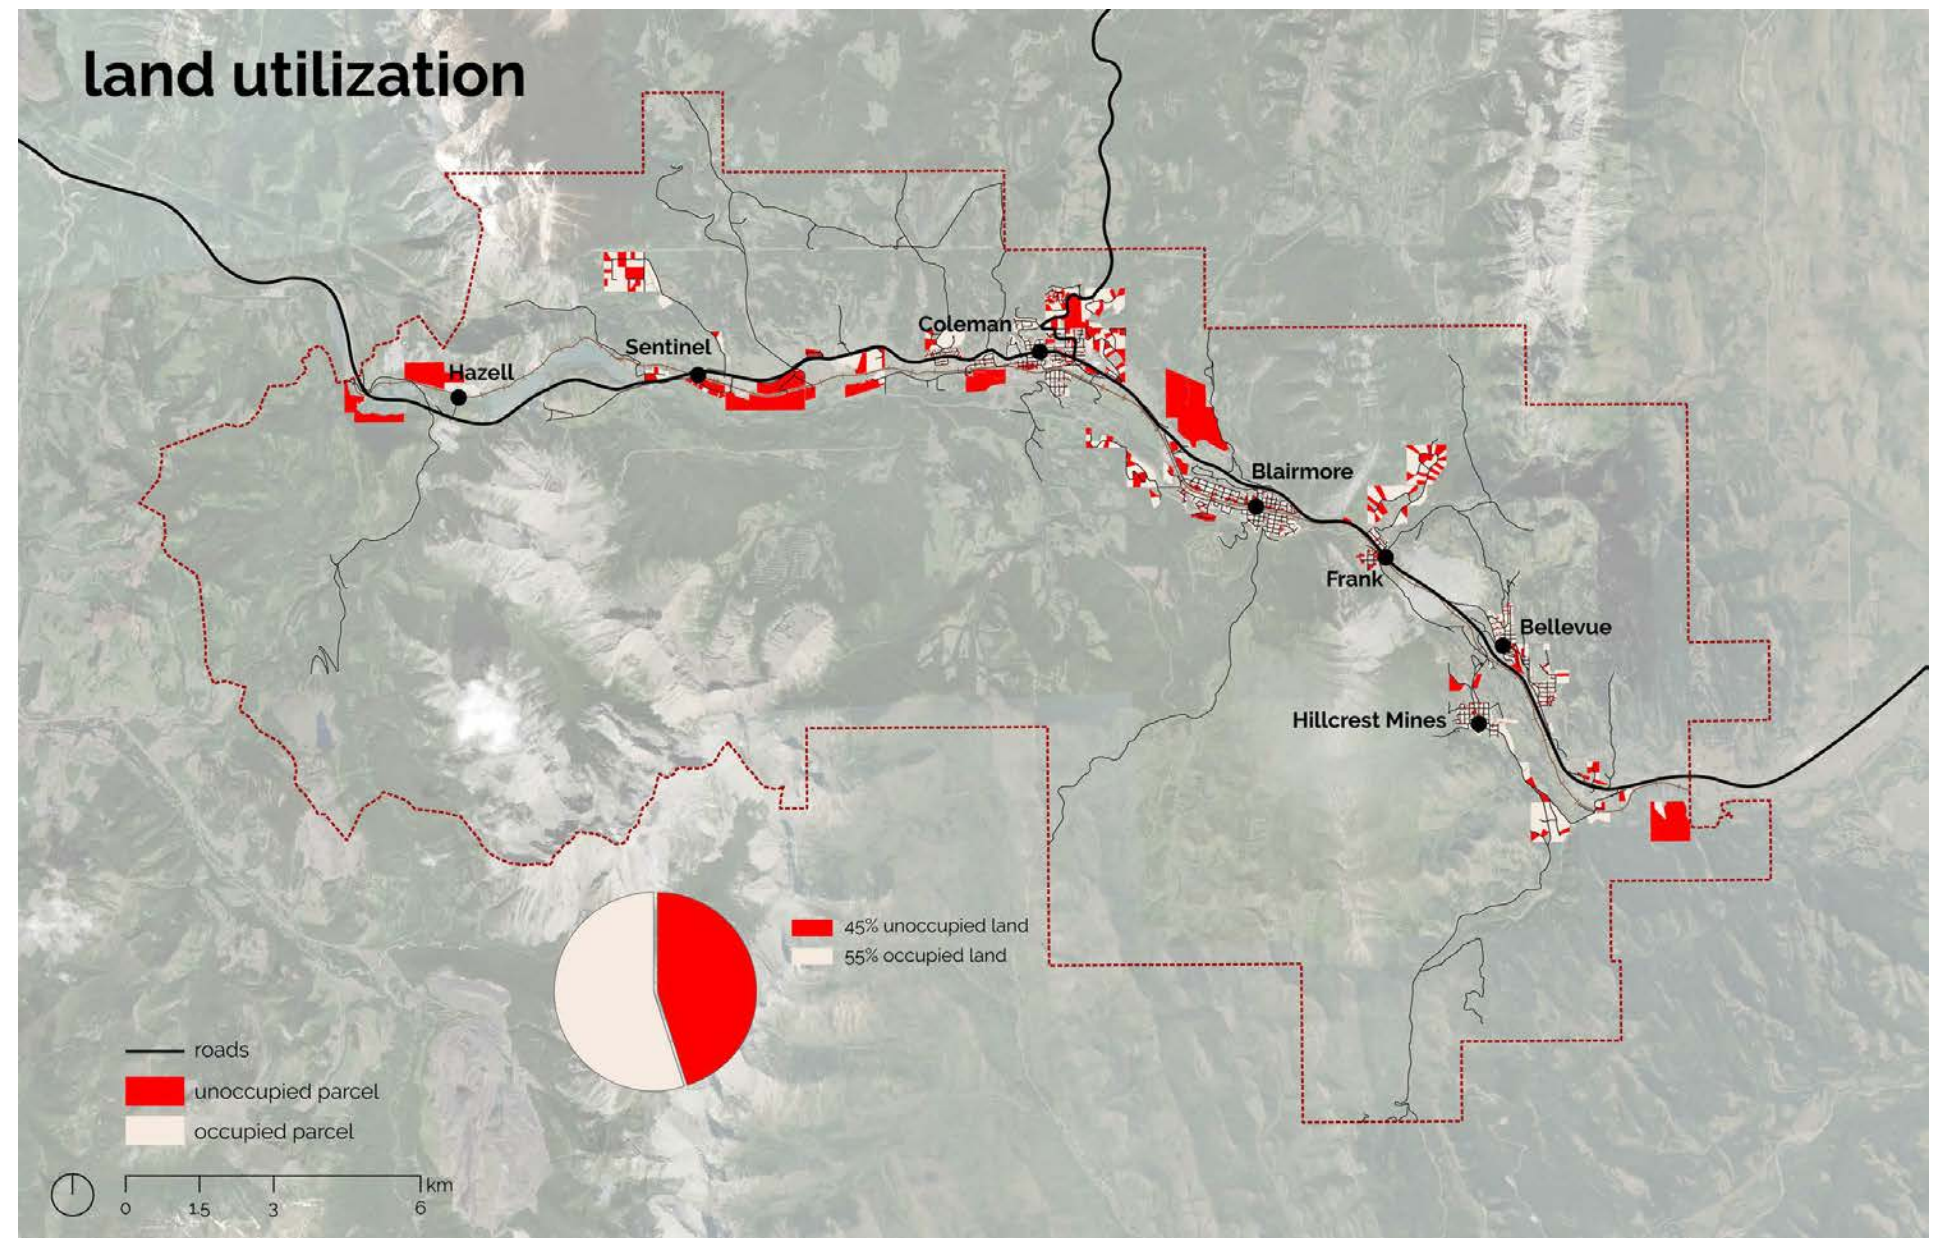 land utilization
Coleman
Sentinel
Hazell
Blairmore
Frank
Bellevue
Hillcrest Mines
45% unoccupied land
55% occupied land
roads
unoccupied parcel
occupied parcel
km
0 1.5 3 6